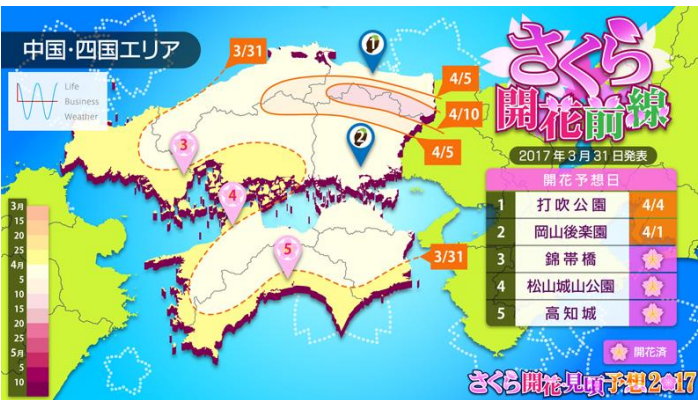 中国・四国エリア
Life
Business
Weather
3/31
1
4/5
4/10
4/5
2
3
4
5
3/31
3月
15
20
25
4月
5
10
15
20
25
5月
5
10
さくら
開花前線
2017年3月31日発表
開花予想日
1 打吹公園 4/4
2 岡山後楽園 4/1
3 錦帯橋
4 松山城山公園
5 高知城
開花済
さくら開花・見頃予想2017